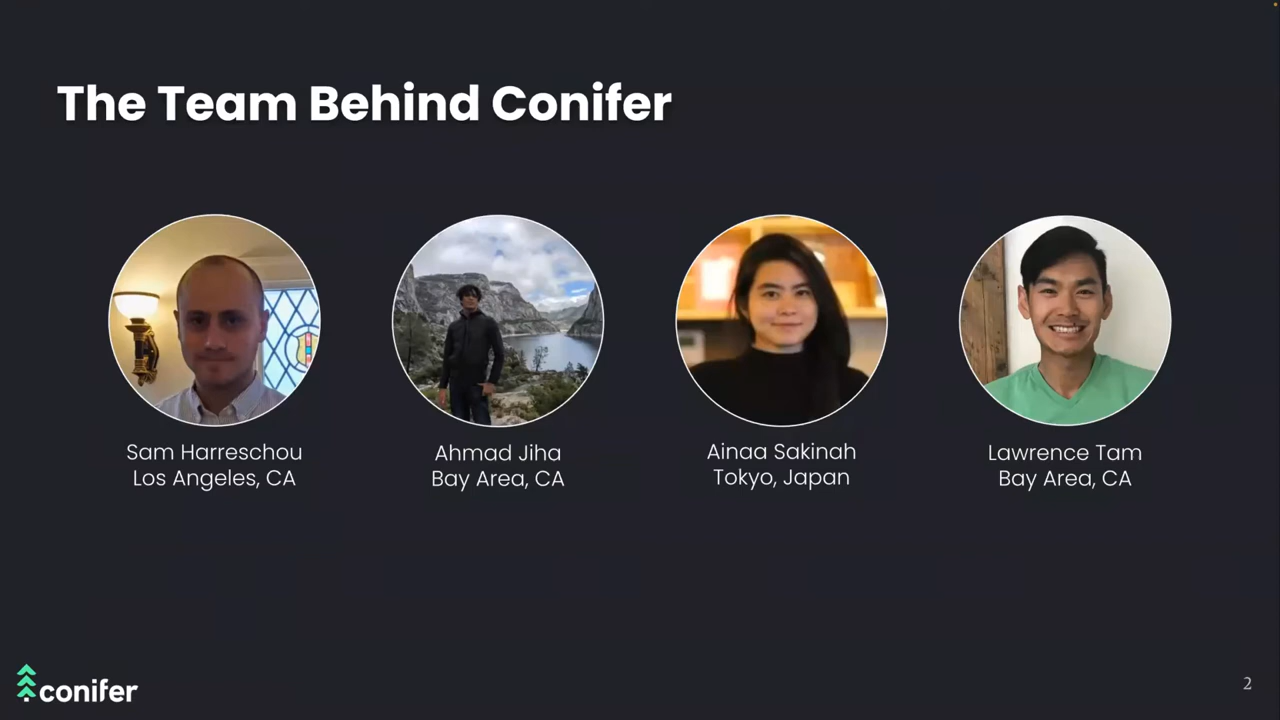 The Team Behind Conifer
Sam Harreschou
Los Angeles, CA
Ahmad Jiha
Bay Area, CA
Ainaa Sakinah
Tokyo, Japan
Lawrence Tam
Bay Area, CA
conifer
2